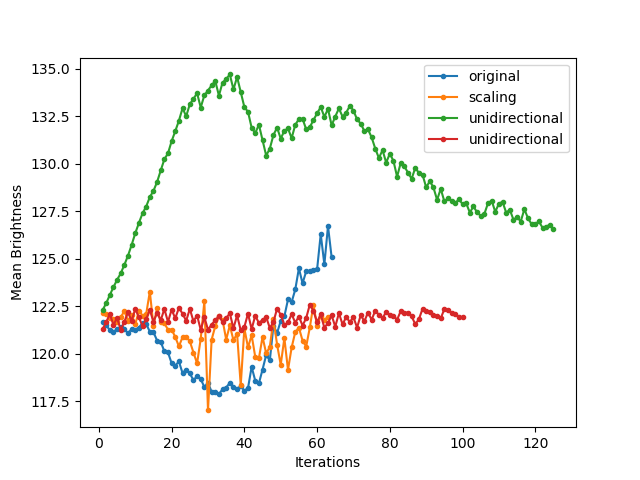 original
scaling
unidirectional
unidirectional
Mean Brightness
135.0
132.5
130.0
127.5
125.0
122.5
120.0
117.5
0 20 40 60 80 100 120
Iterations